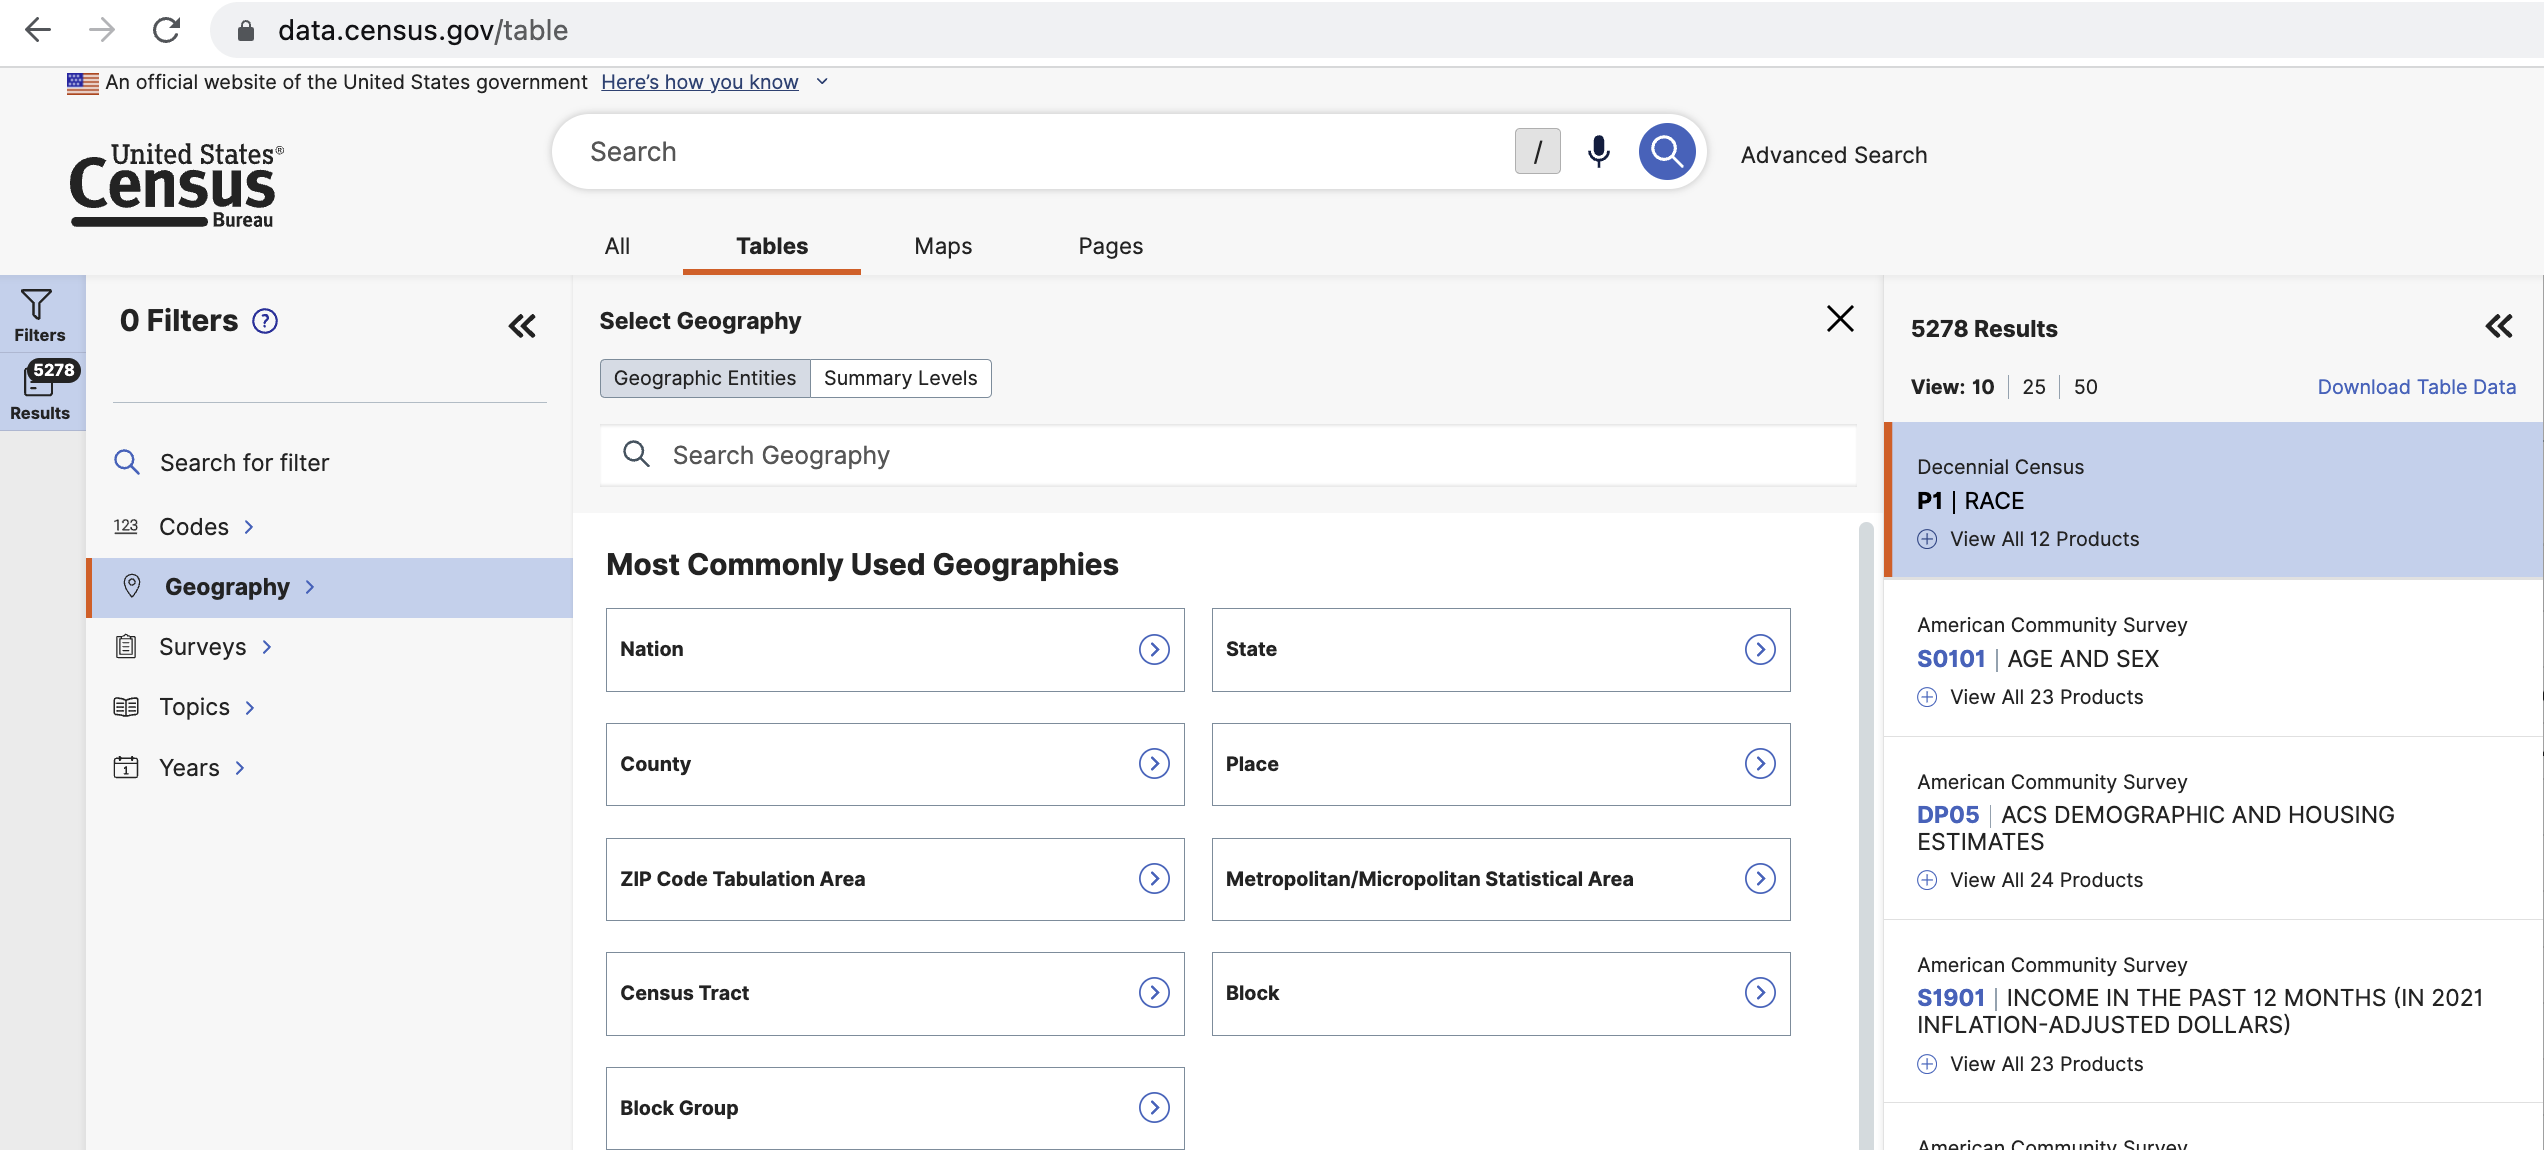 data.census.gov/table
An official website of the United States government Here’s how you know
United States®
Census
Bureau
Search
/
Advanced Search
All
Tables
Maps
Pages
Filters
5278
Results
0 Filters ?
Search for filter
123 Codes
Geography
Surveys
Topics
1 Years
Select Geography
Geographic Entities
Summary Levels
Search Geography
Most Commonly Used Geographies
Nation
State
County
Place
ZIP Code Tabulation Area
Metropolitan/Micropolitan Statistical Area
Census Tract
Block
Block Group
5278 Results
View: 10 | 25 | 50
Download Table Data
Decennial Census
P1 | RACE
View All 12 Products
American Community Survey
S0101 | AGE AND SEX
View All 23 Products
American Community Survey
DP05 | ACS DEMOGRAPHIC AND HOUSING
ESTIMATES
View All 24 Products
American Community Survey
S1901 | INCOME IN THE PAST 12 MONTHS (IN 2021
INFLATION-ADJUSTED DOLLARS)
View All 23 Products
American Community Survey